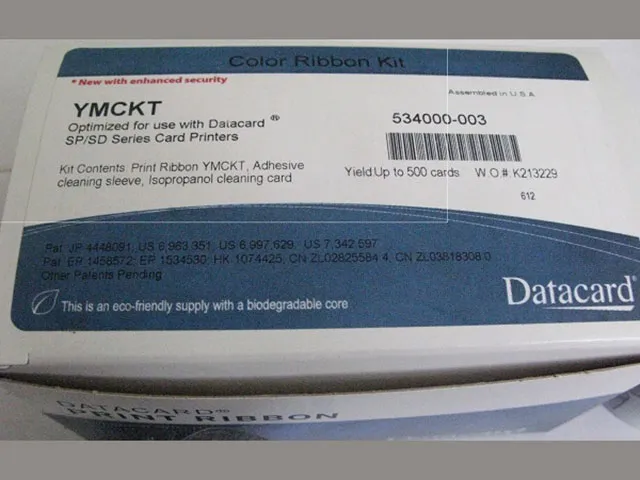 Color Ribbon Kit
* New with enhanced security
Assembled in U.S.A.
YMCKT
534000-003
Optimized for use with Datacard ®
SP/SD Series Card Printers
Kit Contents: Print Ribbon YMCKT, Adhesive
cleaning sleeve, Isopropanol cleaning card
Yield:Up to 500 cards W.O.# K213229
612
Pat. JP 4448091, US 6,963,351, US 6,997,629, US 7,342,597
Pat. EP 1458572; EP 1534530; HK 1074425, CN ZL02825584.4, CN ZL03818308.0
Other Patents Pending
This is an eco-friendly supply with a biodegradable core
Datacard®
DATACARD®
PRINT RIBBON